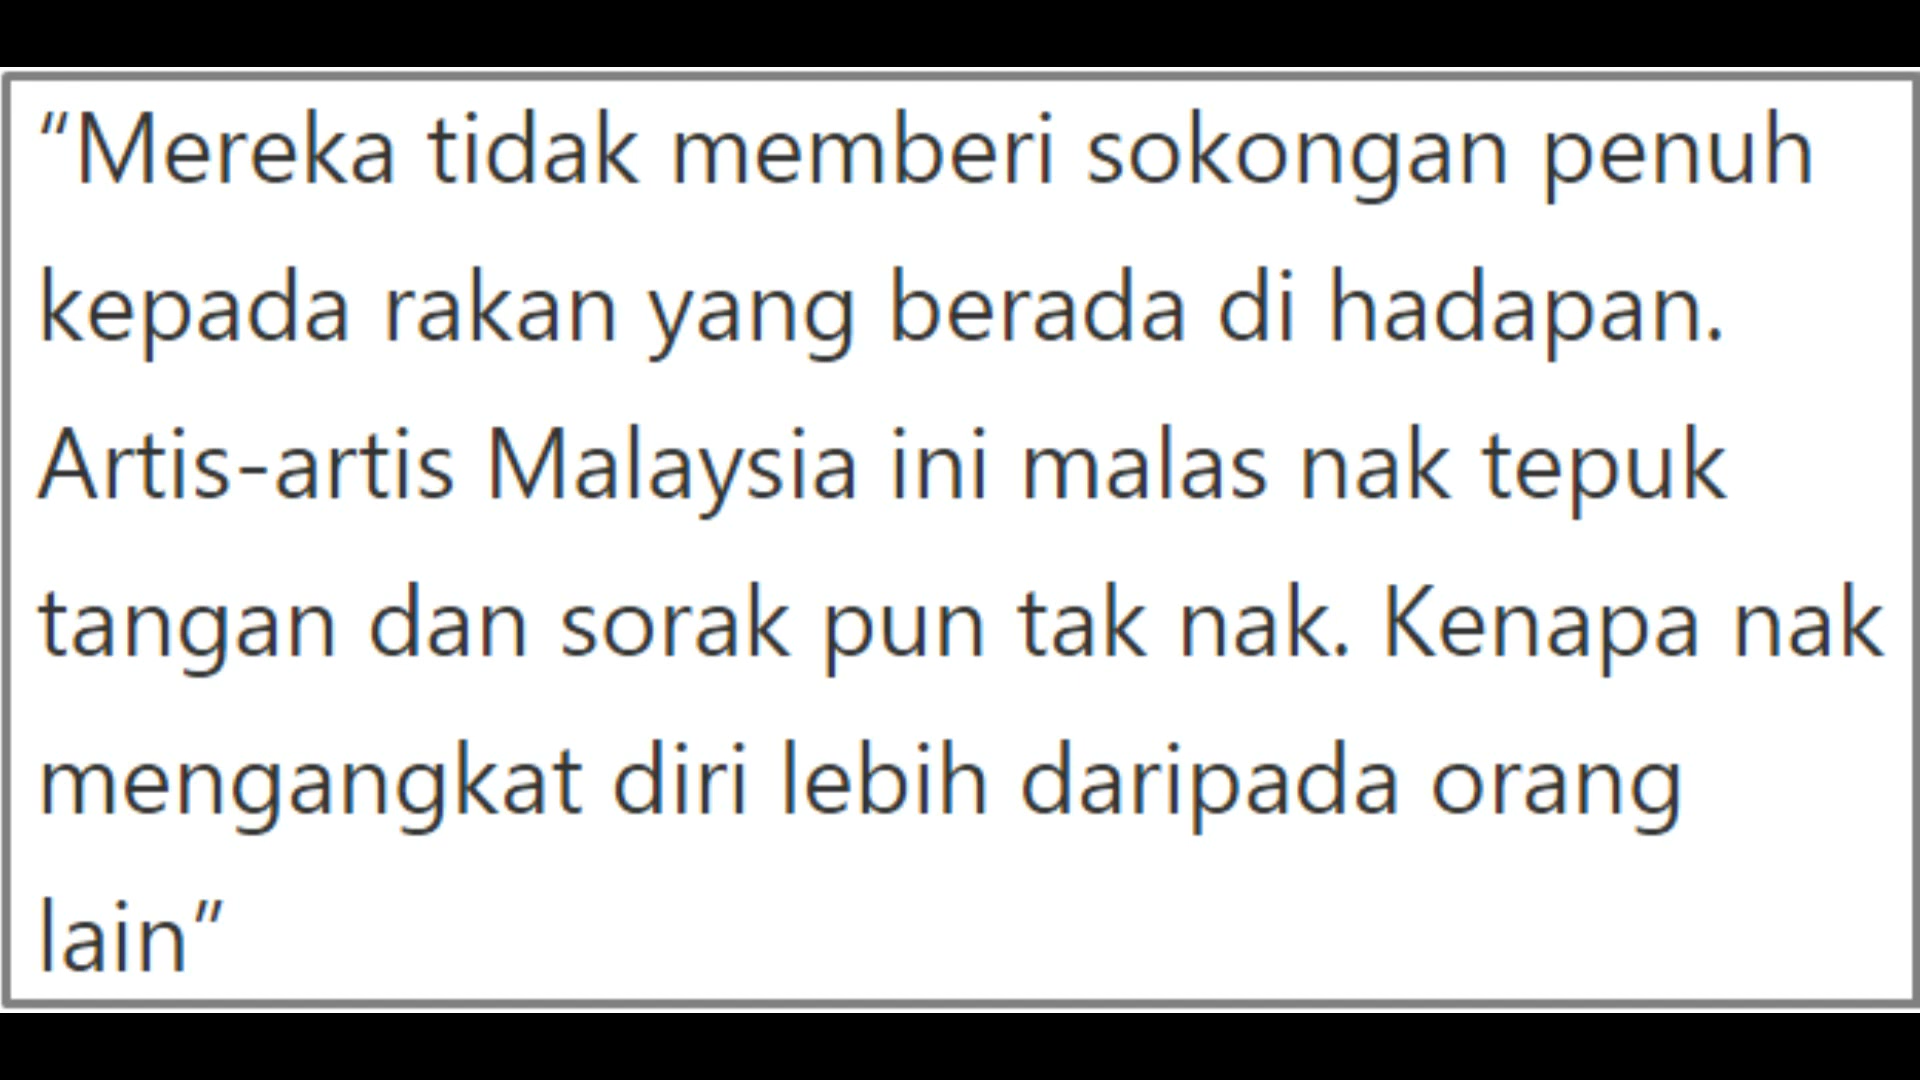 “Mereka tidak memberi sokongan penuh
kepada rakan yang berada di hadapan.
Artis-artis Malaysia ini malas nak tepuk
tangan dan sorak pun tak nak. Kenapa nak
mengangkat diri lebih daripada orang
lain”